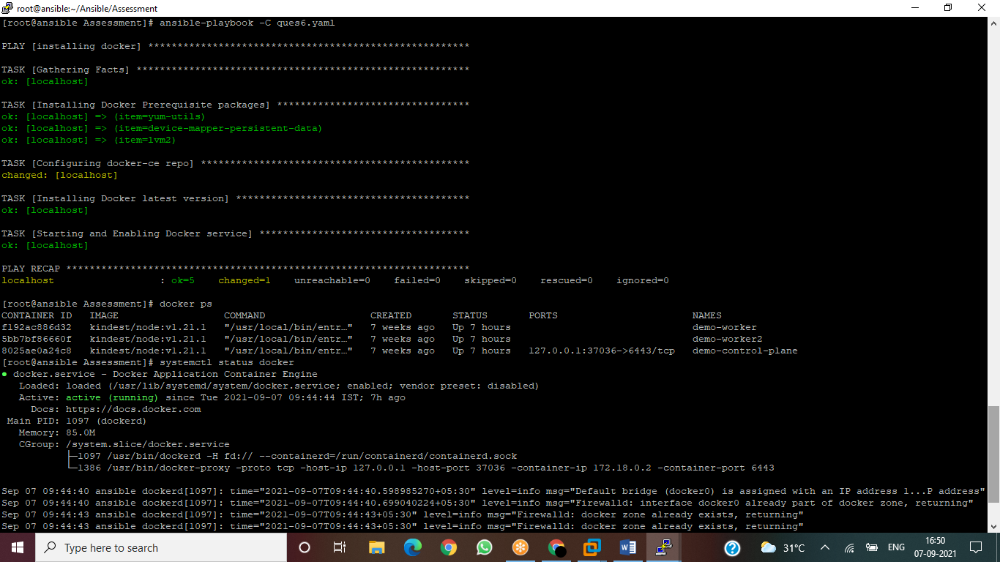 root@ansible:~/Ansible/Assessment
[root@ansible Assessment]# ansible-playbook -C ques6.yaml
PLAY [installing docker] *******************************************************
TASK [Gathering Facts] *********************************************************
ok: [localhost]
TASK [Installing Docker Prerequisite packages] *********************************
ok: [localhost] => (item=yum-utils)
ok: [localhost] => (item=device-mapper-persistent-data)
ok: [localhost] => (item=lvm2)
TASK [Configuring docker-ce repo] **********************************************
changed: [localhost]
TASK [Installing Docker latest version] ****************************************
ok: [localhost]
TASK [Starting and Enabling Docker service] ************************************
ok: [localhost]
PLAY RECAP *********************************************************************
localhost                  : ok=5    changed=1    unreachable=0    failed=0    skipped=0    rescued=0    ignored=0
[root@ansible Assessment]# docker ps
CONTAINER ID   IMAGE                  COMMAND                  CREATED       STATUS       PORTS                       NAMES
f192ac886d32   kindest/node:v1.21.1   "/usr/local/bin/entr…"   7 weeks ago   Up 7 hours                               demo-worker
5bb7bf86660f   kindest/node:v1.21.1   "/usr/local/bin/entr…"   7 weeks ago   Up 7 hours                               demo-worker2
8025ae0a24c8   kindest/node:v1.21.1   "/usr/local/bin/entr…"   7 weeks ago   Up 7 hours   127.0.0.1:37036->6443/tcp   demo-control-plane
[root@ansible Assessment]# systemctl status docker
● docker.service - Docker Application Container Engine
   Loaded: loaded (/usr/lib/systemd/system/docker.service; enabled; vendor preset: disabled)
   Active: active (running) since Tue 2021-09-07 09:44:44 IST; 7h ago
     Docs: https://docs.docker.com
 Main PID: 1097 (dockerd)
   Memory: 85.0M
   CGroup: /system.slice/docker.service
           ├─1097 /usr/bin/dockerd -H fd:// --containerd=/run/containerd/containerd.sock
           └─1386 /usr/bin/docker-proxy -proto tcp -host-ip 127.0.0.1 -host-port 37036 -container-ip 172.18.0.2 -container-port 6443
Sep 07 09:44:40 ansible dockerd[1097]: time="2021-09-07T09:44:40.598985270+05:30" level=info msg="Default bridge (docker0) is assigned with an IP address 1...P address"
Sep 07 09:44:40 ansible dockerd[1097]: time="2021-09-07T09:44:40.699040224+05:30" level=info msg="Firewalld: interface docker0 already part of docker zone, returning"
Sep 07 09:44:43 ansible dockerd[1097]: time="2021-09-07T09:44:43+05:30" level=info msg="Firewalld: docker zone already exists, returning"
Sep 07 09:44:43 ansible dockerd[1097]: time="2021-09-07T09:44:43+05:30" level=info msg="Firewalld: docker zone already exists, returning"
Type here to search
31°C
ENG
16:50
07-09-2021